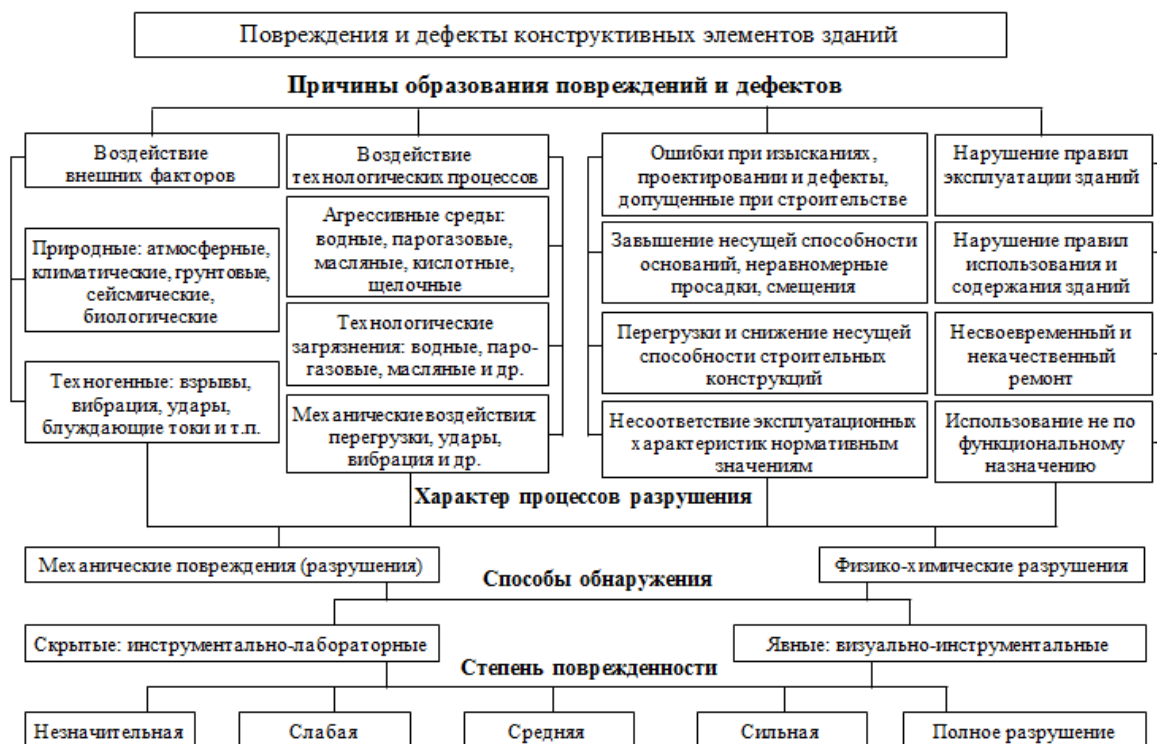 Повреждения и дефекты конструктивных элементов зданий
Причины образования повреждений и дефектов
Воздействие
внешних факторов
Природные: атмосферные,
климатические, грунтовые,
сейсмические,
биологические
Техногенные: взрывы,
вибрация, удары,
блуждающие токи и т.п.
Воздействие
технологических процессов
Агрессивные среды:
водные, парогазовые,
масляные, кислотные,
щелочные
Технологические
загрязнения: водные, паро-
газовые, масляные и др.
Механические воздействия:
перегрузки, удары,
вибрация и др.
Ошибки при изысканиях,
проектировании и дефекты,
допущенные при строительстве
Завышение несущей способности
оснований, неравномерные
просадки, смещения
Перегрузки и снижение несущей
способности строительных
конструкций
Несоответствие эксплуатационных
характеристик нормативным
значениям
Нарушение правил
эксплуатации зданий
Нарушение правил
использования и
содержания зданий
Несвоевременный и
некачественный
ремонт
Использование не по
функциональному
назначению
Характер процессов разрушения
Механические повреждения (разрушения)
Физико-химические разрушения
Способы обнаружения
Скрытые: инструментально-лабораторные
Явные: визуально-инструментальные
Степень поврежденности
Незначительная
Слабая
Средняя
Сильная
Полное разрушение